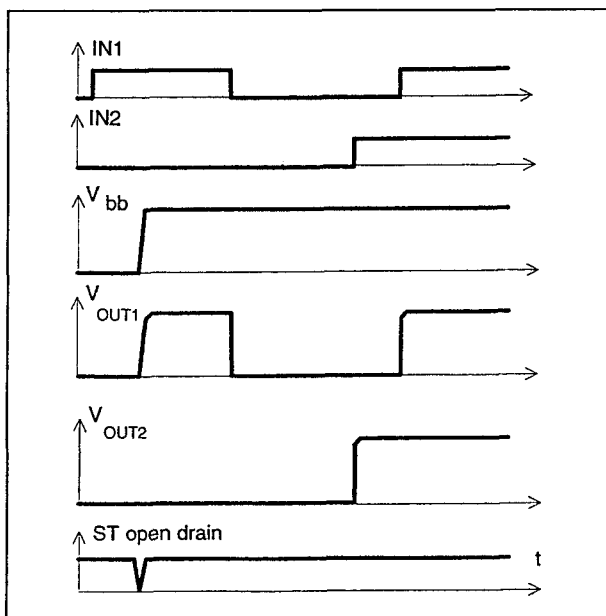 IN1
IN2
V bb
V OUT1
V OUT2
ST open drain
t